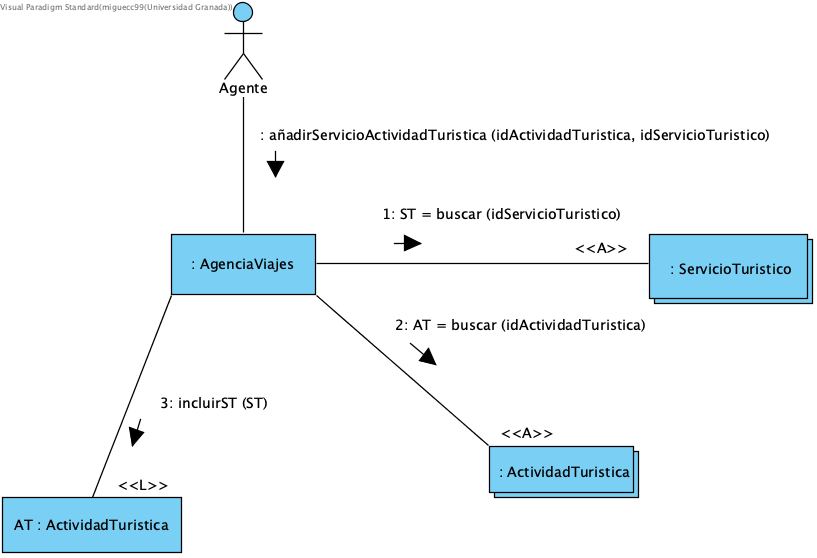 Visual Paradigm Standard(miguecc99(Universidad Granada))
Agente
: añadirServicioActividadTuristica (idActividadTuristica, idServicioTuristico)
1: ST = buscar (idServicioTuristico)
<<A>>
: AgenciaViajes
: ServicioTuristico
2: AT = buscar (idActividadTuristica)
3: incluirST (ST)
<<A>>
: ActividadTuristica
<<L>>
AT : ActividadTuristica